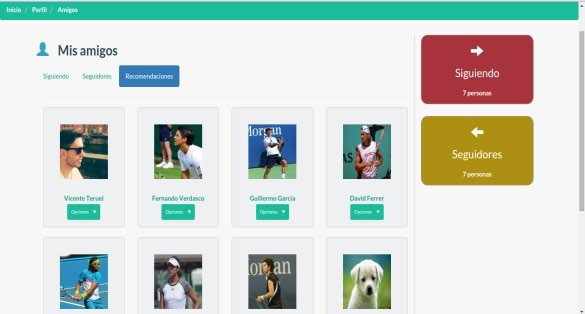 Inicio / Perfil / Amigos
Mis amigos
Siguiendo Seguidores Recomendaciones
Vicente Teruel
Opciones
Fernando Verdasco
Opciones
Guillermo García
Opciones
David Ferrer
Opciones
Siguiendo
7 personas
Seguidores
7 personas